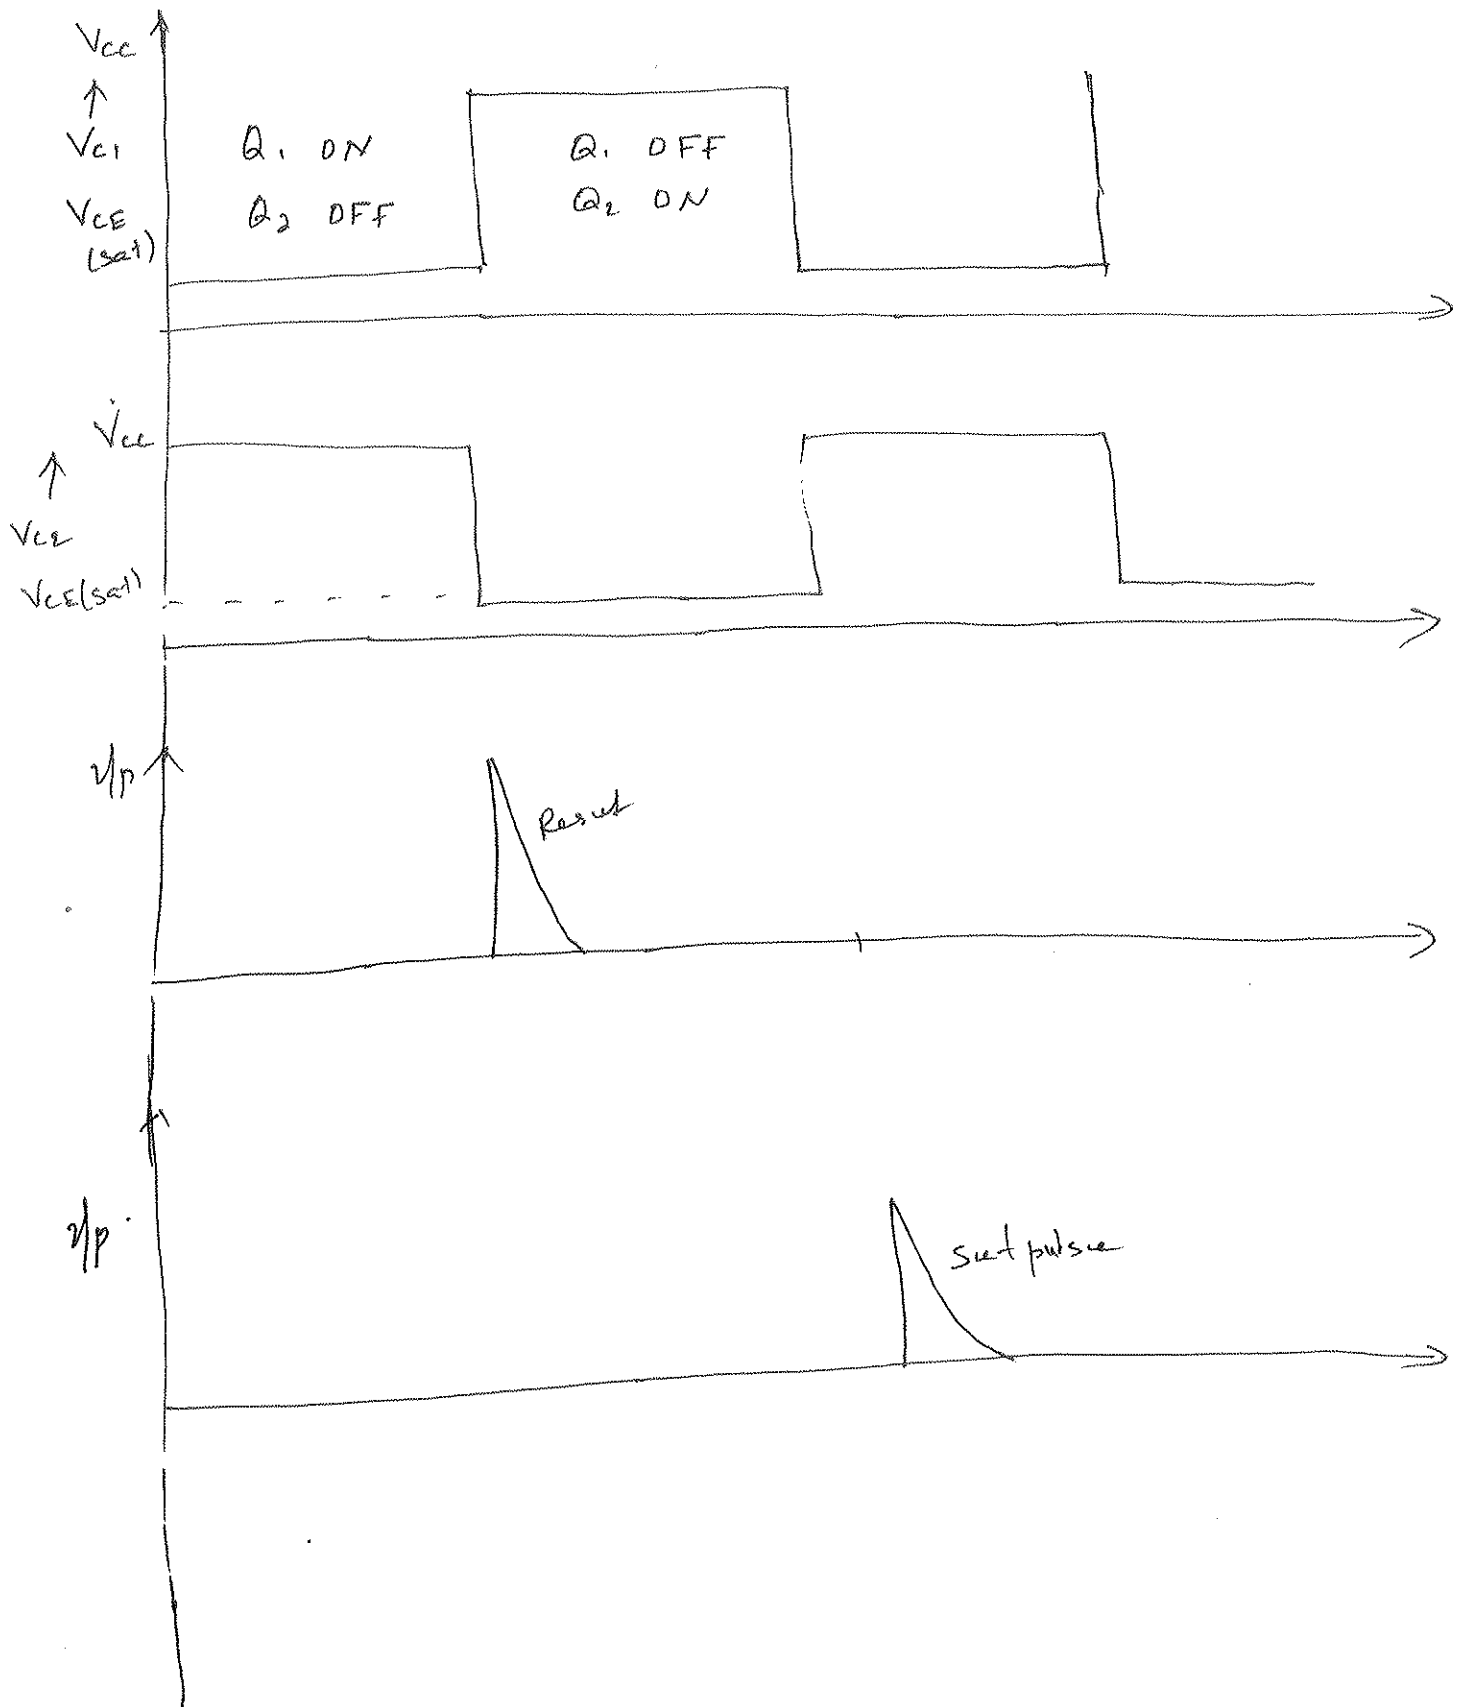 Vcc
↑
Vc1
VCE
(sat)
Q1 ON
Q2 OFF
Q1 OFF
Q2 ON
Vcc
↑
Vc2
VCE(sat)
i/p
Reset
i/p
Set pulse